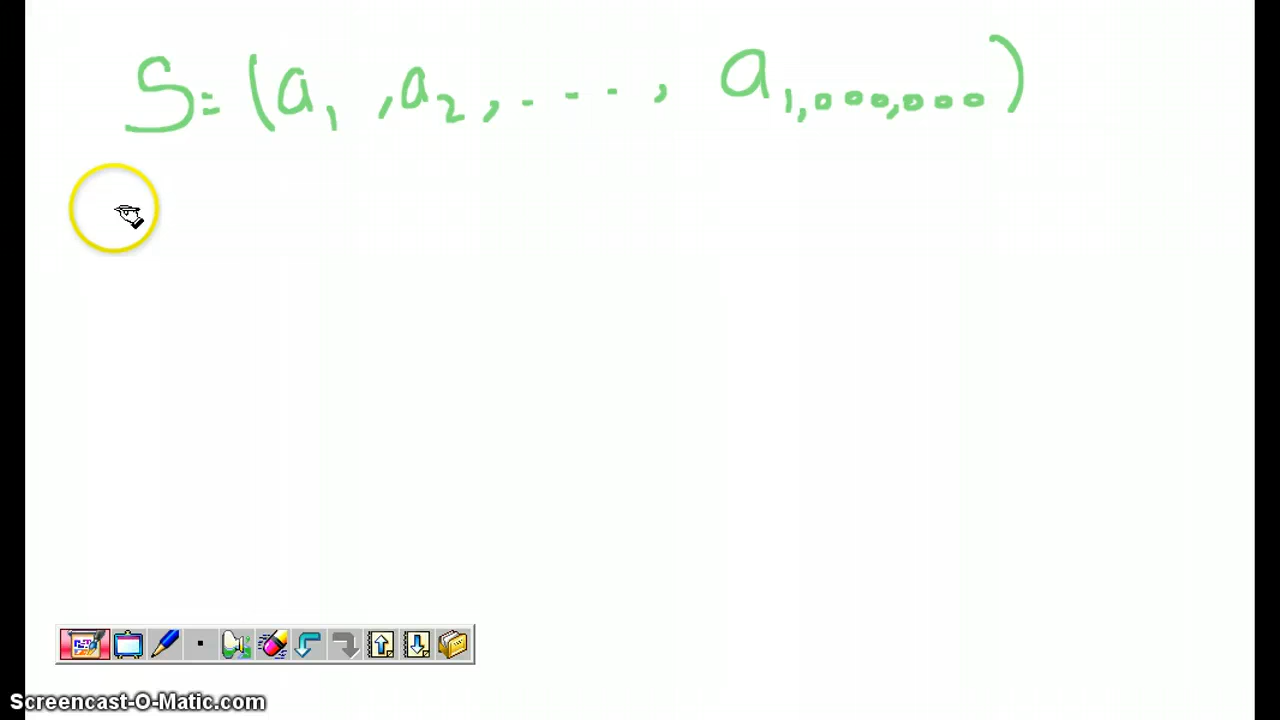 S=(a₁,a₂,....,a₁,₀₀₀,₀₀₀)
Screencast-O-Matic.com